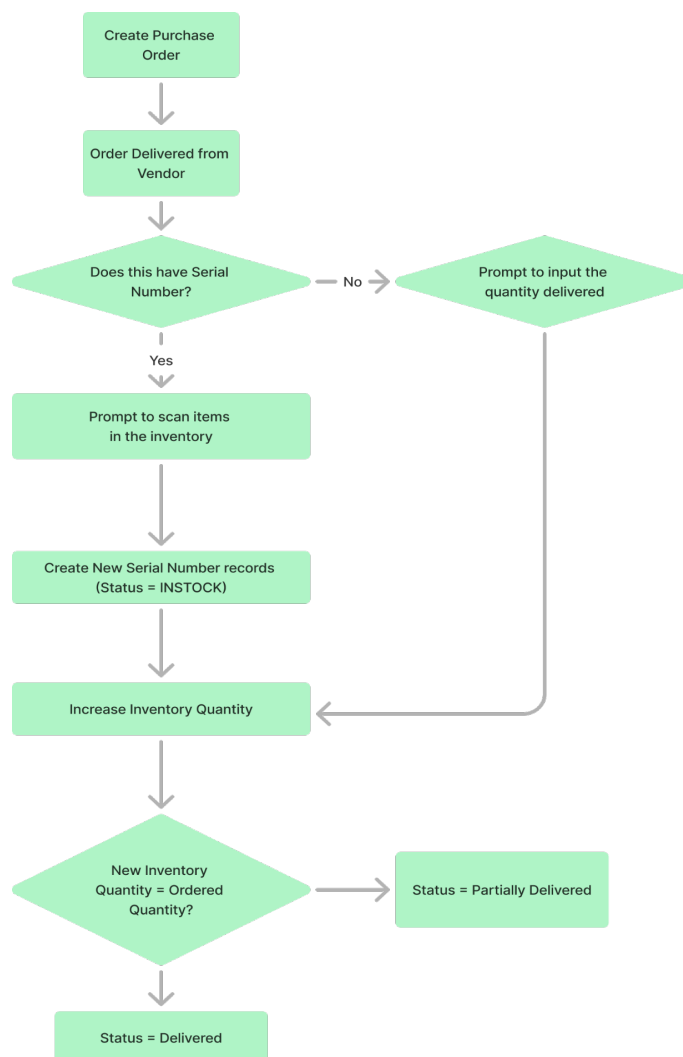 Create Purchase
Order
Order Delivered from
Vendor
Does this have Serial
Number?
No
Prompt to input the
quantity delivered
Yes
Prompt to scan items
in the inventory
Create New Serial Number records
(Status = INSTOCK)
Increase Inventory Quantity
New Inventory
Quantity = Ordered
Quantity?
Status = Partially Delivered
Status = Delivered